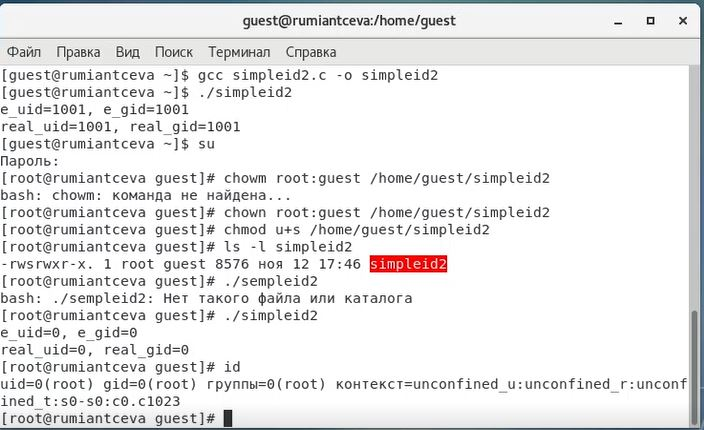 guest@rumiantceva:/home/guest
Файл Правка Вид Поиск Терминал Справка
[guest@rumiantceva ~]$ gcc simpleid2.c -o simpleid2
[guest@rumiantceva ~]$ ./simpleid2
e_uid=1001, e_gid=1001
real_uid=1001, real_gid=1001
[guest@rumiantceva ~]$ su
Пароль:
[root@rumiantceva guest]# chowm root:guest /home/guest/simpleid2
bash: chowm: команда не найдена...
[root@rumiantceva guest]# chown root:guest /home/guest/simpleid2
[root@rumiantceva guest]# chmod u+s /home/guest/simpleid2
[root@rumiantceva guest]# ls -l simpleid2
-rwsrwxr-x. 1 root guest 8576 ноя 12 17:46 simpleid2
[root@rumiantceva guest]# ./sempleid2
bash: ./sempleid2: Нет такого файла или каталога
[root@rumiantceva guest]# ./simpleid2
e_uid=0, e_gid=0
real_uid=0, real_gid=0
[root@rumiantceva guest]# id
uid=0(root) gid=0(root) группы=0(root) контекст=unconfined_u:unconfined_r:unconf
ined_t:s0-s0:c0.c1023
[root@rumiantceva guest]#